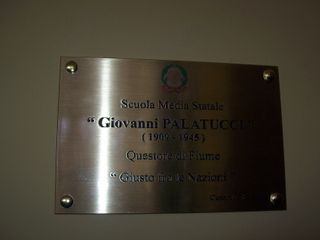 Scuola Media Statale
“ Giovanni PALATUCCI ”
( 1909 - 1945 )
Questore di Fiume
“ Giusto tra le Nazioni ”